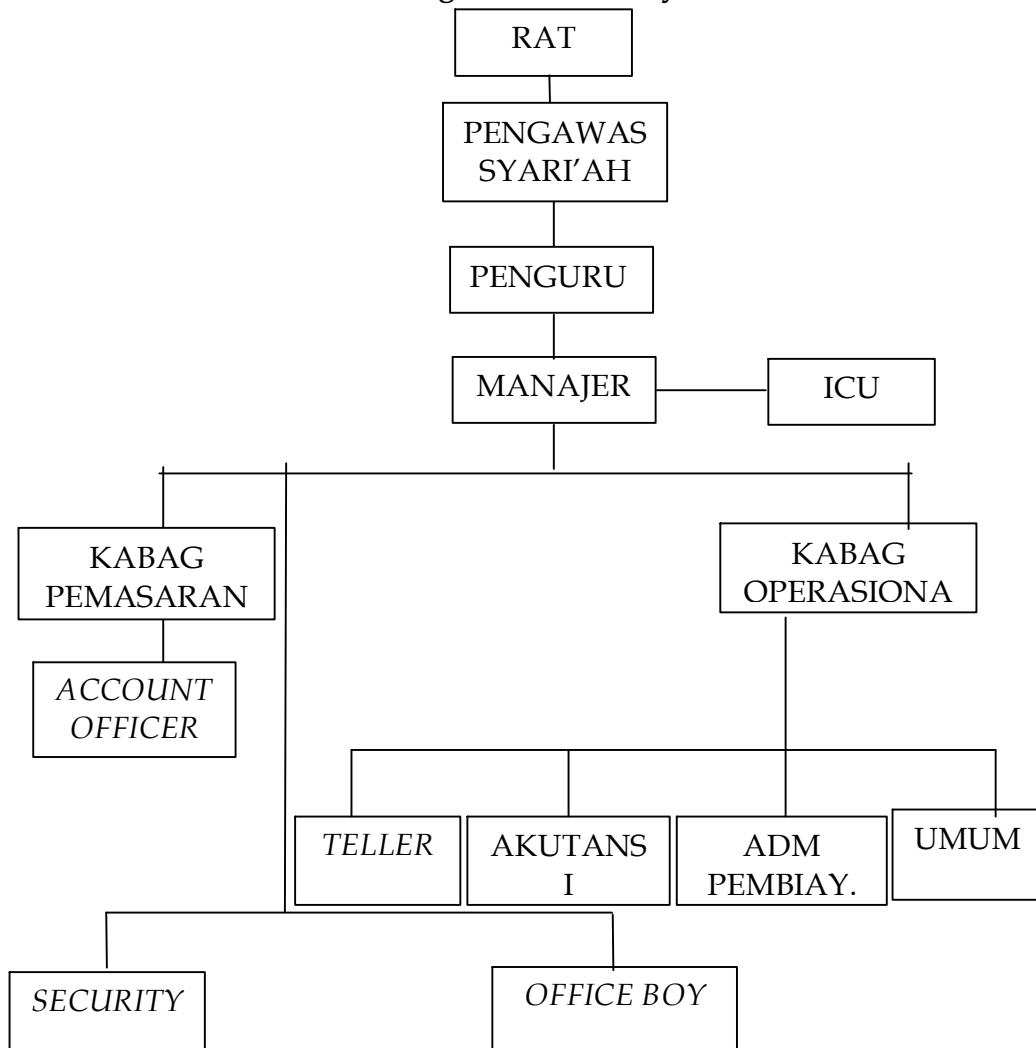 RAT
PENGAWAS
SYARI’AH
PENGURU
MANAJER
ICU
KABAG
PEMASARAN
KABAG
OPERASIONA
ACCOUNT
OFFICER
TELLER
AKUTANS
I
ADM
PEMBIAY.
UMUM
SECURITY
OFFICE BOY